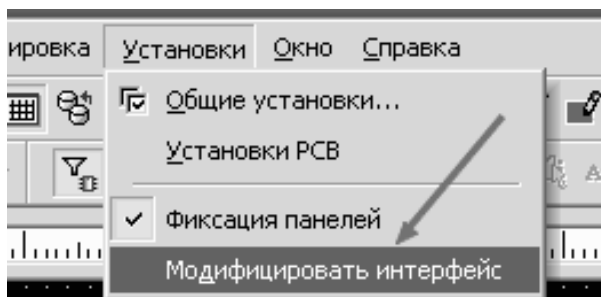 ировка Установки Окно Справка
Общие установки...
Установки PCB
Фиксация панелей
Модифицировать интерфейс